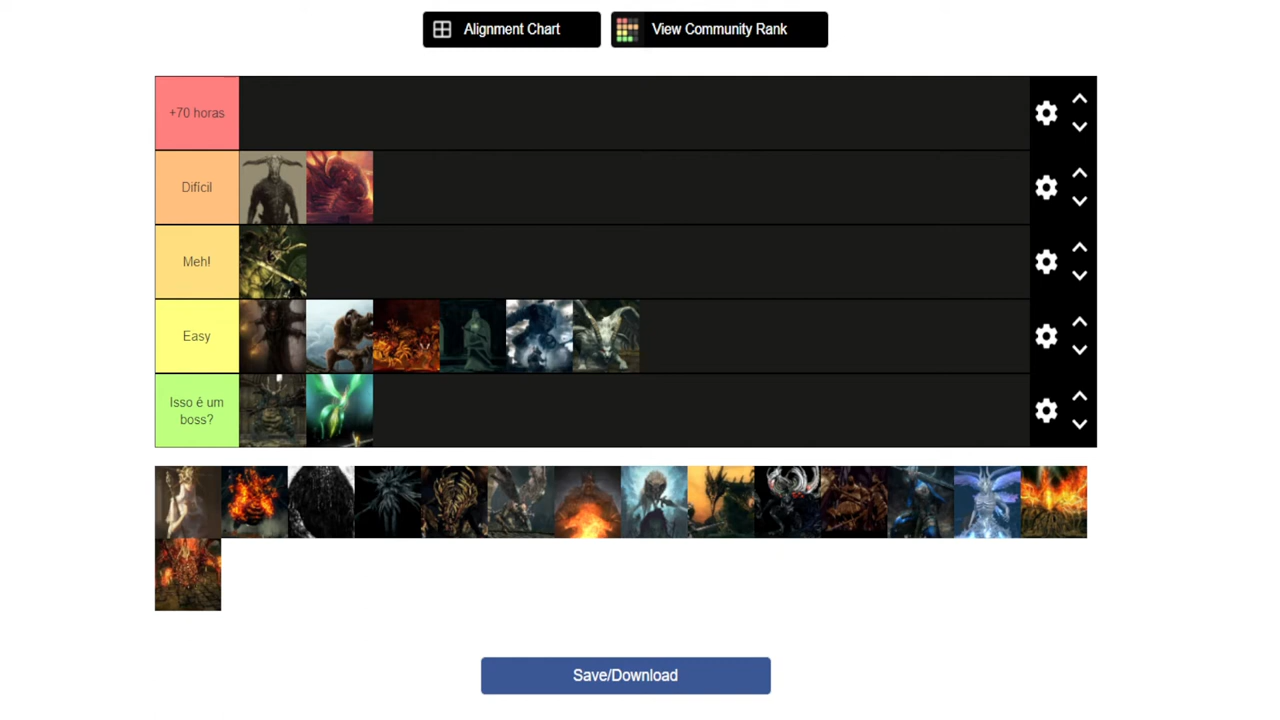 Alignment Chart
View Community Rank
+70 horas
Difícil
Meh!
Easy
Isso é um
boss?
Save/Download